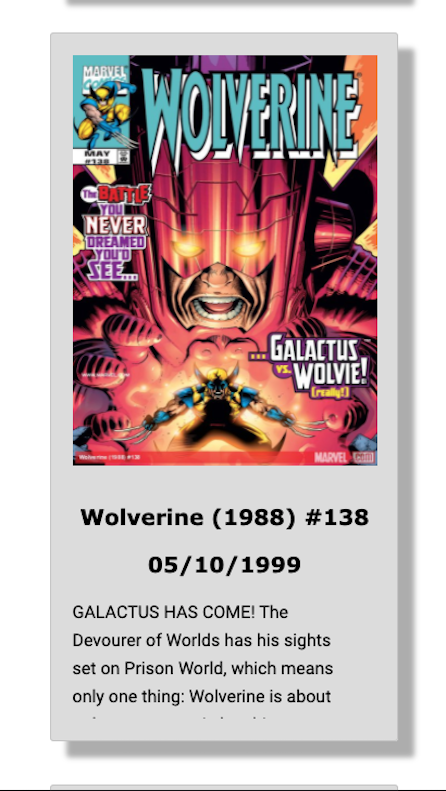 MARVEL
COMICS
WOLVERINE
MAY
#138
The BATTLE
YOU
NEVER
DREAMED
YOU'D
SEE...
...GALACTUS
VS. WOLVIE!
(really!)
Wolverine (1988) #138
MARVEL .COM
Wolverine (1988) #138
05/10/1999
GALACTUS HAS COME! The
Devourer of Worlds has his sights
set on Prison World, which means
only one thing: Wolverine is about